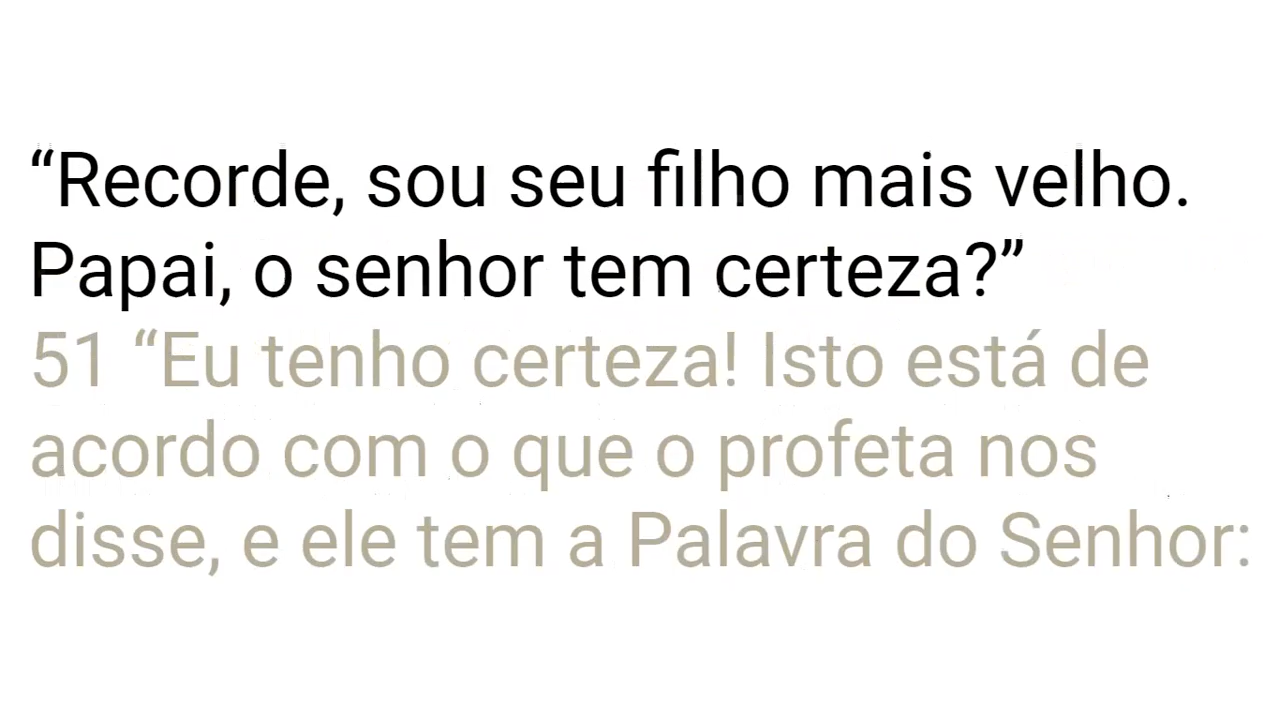 “Recorde, sou seu filho mais velho.
Papai, o senhor tem certeza?”
51 “Eu tenho certeza! Isto está de
acordo com o que o profeta nos
disse, e ele tem a Palavra do Senhor: